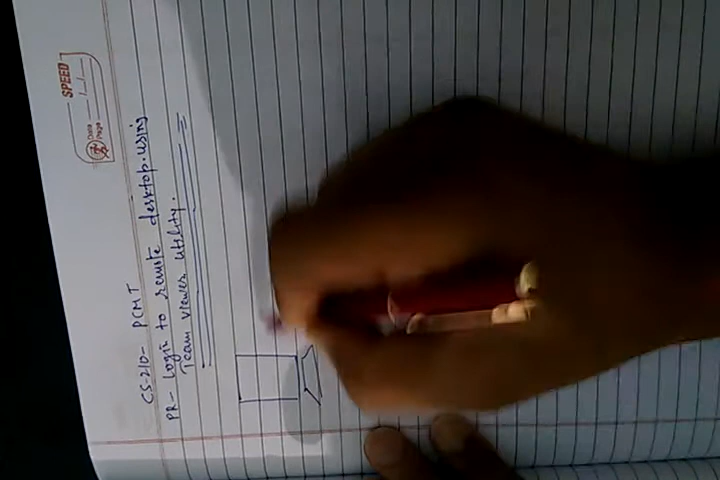 SPEED
Date
Page
CS-210- PCMT
PR- Login to remote desktop.using
Team viewer utility.